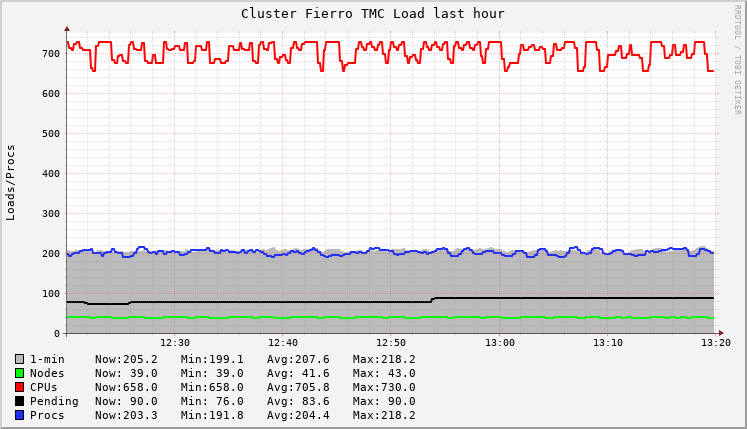 Cluster Fierro TMC Load last hour
RRDTOOL / TOBI OETIKER
Loads/Procs
700
600
500
400
300
200
100
0
12:30 12:40 12:50 13:00 13:10 13:20
1-min Now:205.2 Min:199.1 Avg:207.6 Max:218.2
Nodes Now: 39.0 Min: 39.0 Avg: 41.6 Max: 43.0
CPUs Now:658.0 Min:658.0 Avg:705.8 Max:730.0
Pending Now: 90.0 Min: 76.0 Avg: 83.6 Max: 90.0
Procs Now:203.3 Min:191.8 Avg:204.4 Max:218.2